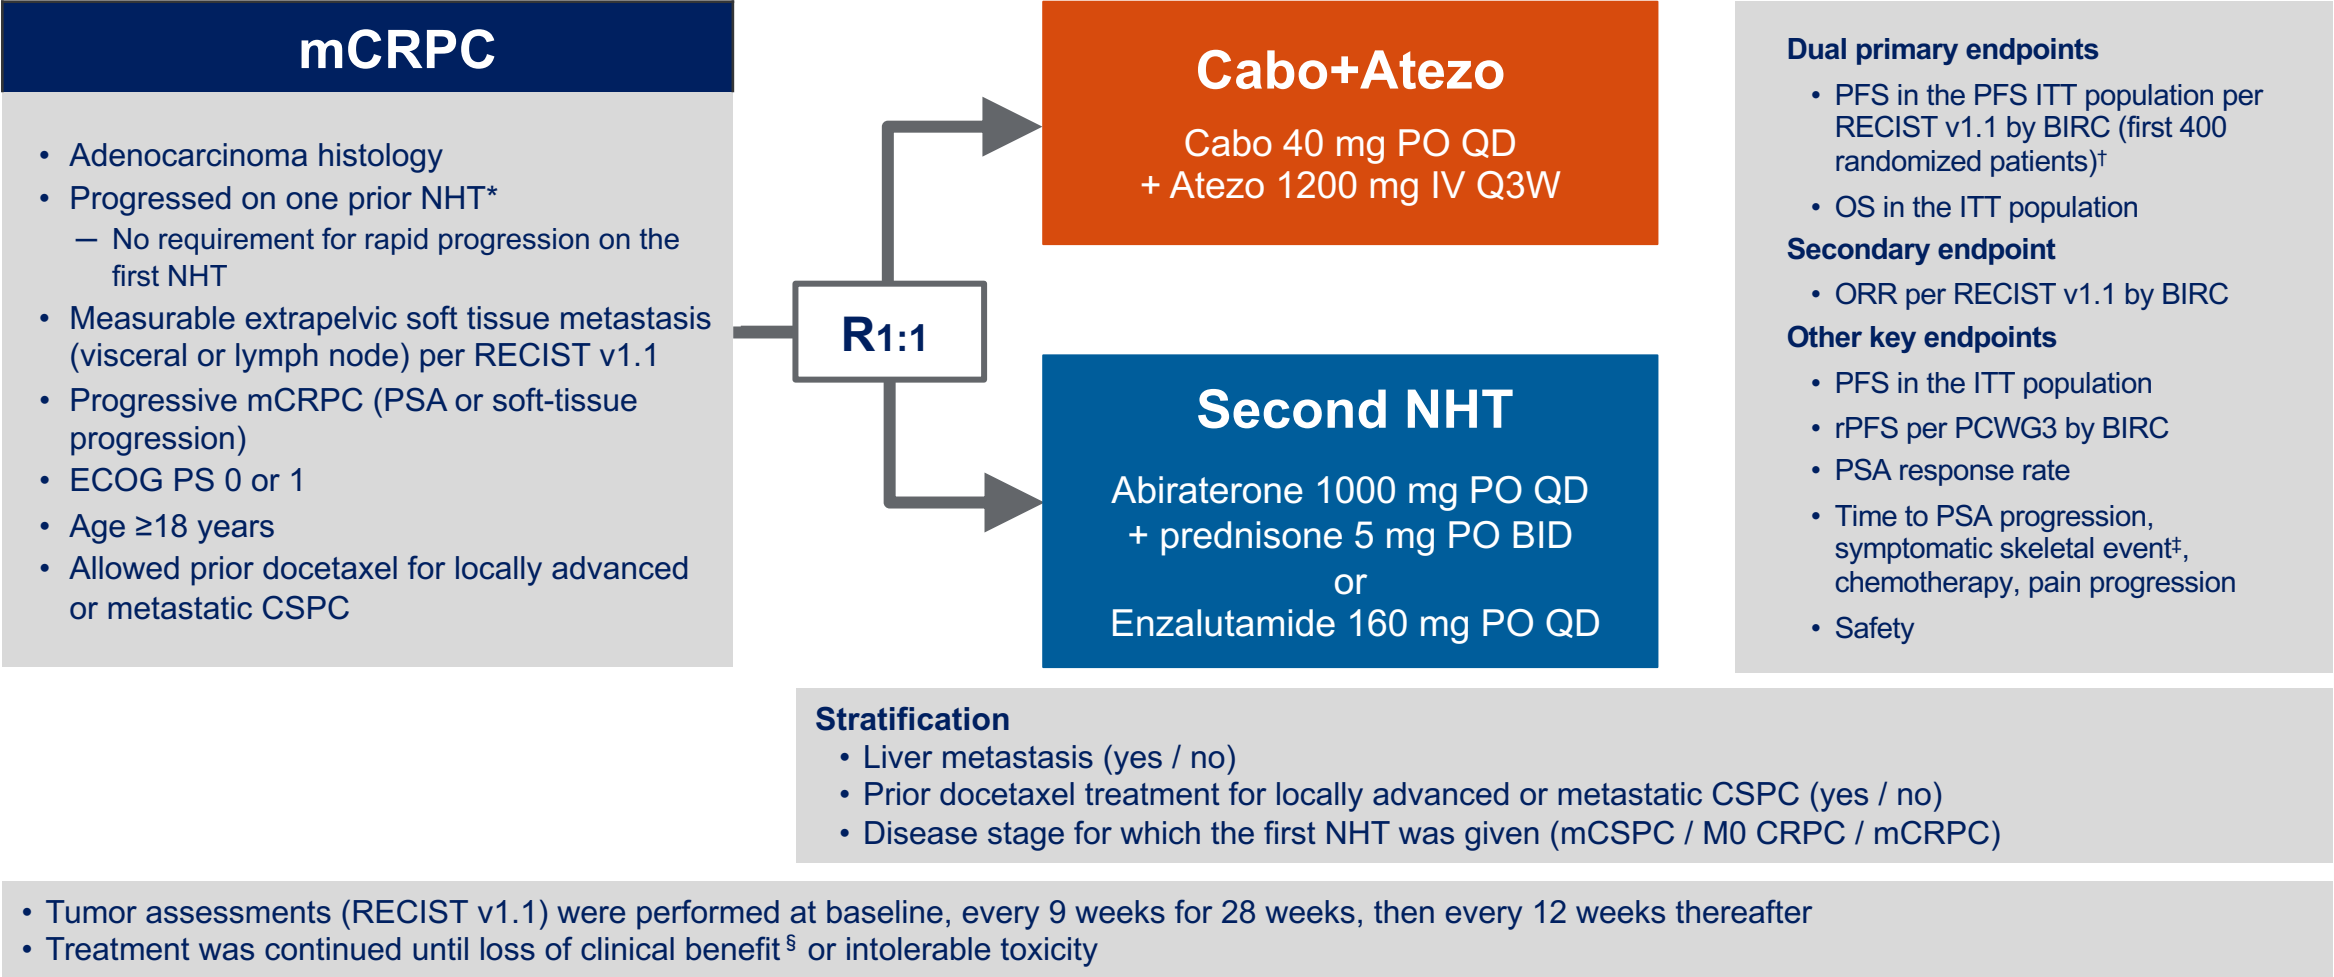 mCRPC
• Adenocarcinoma histology
• Progressed on one prior NHT*
— No requirement for rapid progression on the
first NHT
• Measurable extrapelvic soft tissue metastasis
(visceral or lymph node) per RECIST v1.1
• Progressive mCRPC (PSA or soft-tissue
progression)
• ECOG PS 0 or 1
• Age ≥18 years
• Allowed prior docetaxel for locally advanced
or metastatic CSPC
R1:1
Cabo+Atezo
Cabo 40 mg PO QD
+ Atezo 1200 mg IV Q3W
Second NHT
Abiraterone 1000 mg PO QD
+ prednisone 5 mg PO BID
or
Enzalutamide 160 mg PO QD
Dual primary endpoints
• PFS in the PFS ITT population per
RECIST v1.1 by BIRC (first 400
randomized patients)†
• OS in the ITT population
Secondary endpoint
• ORR per RECIST v1.1 by BIRC
Other key endpoints
• PFS in the ITT population
• rPFS per PCWG3 by BIRC
• PSA response rate
• Time to PSA progression,
symptomatic skeletal event‡,
chemotherapy, pain progression
• Safety
Stratification
• Liver metastasis (yes / no)
• Prior docetaxel treatment for locally advanced or metastatic CSPC (yes / no)
• Disease stage for which the first NHT was given (mCSPC / M0 CRPC / mCRPC)
• Tumor assessments (RECIST v1.1) were performed at baseline, every 9 weeks for 28 weeks, then every 12 weeks thereafter
• Treatment was continued until loss of clinical benefit§ or intolerable toxicity